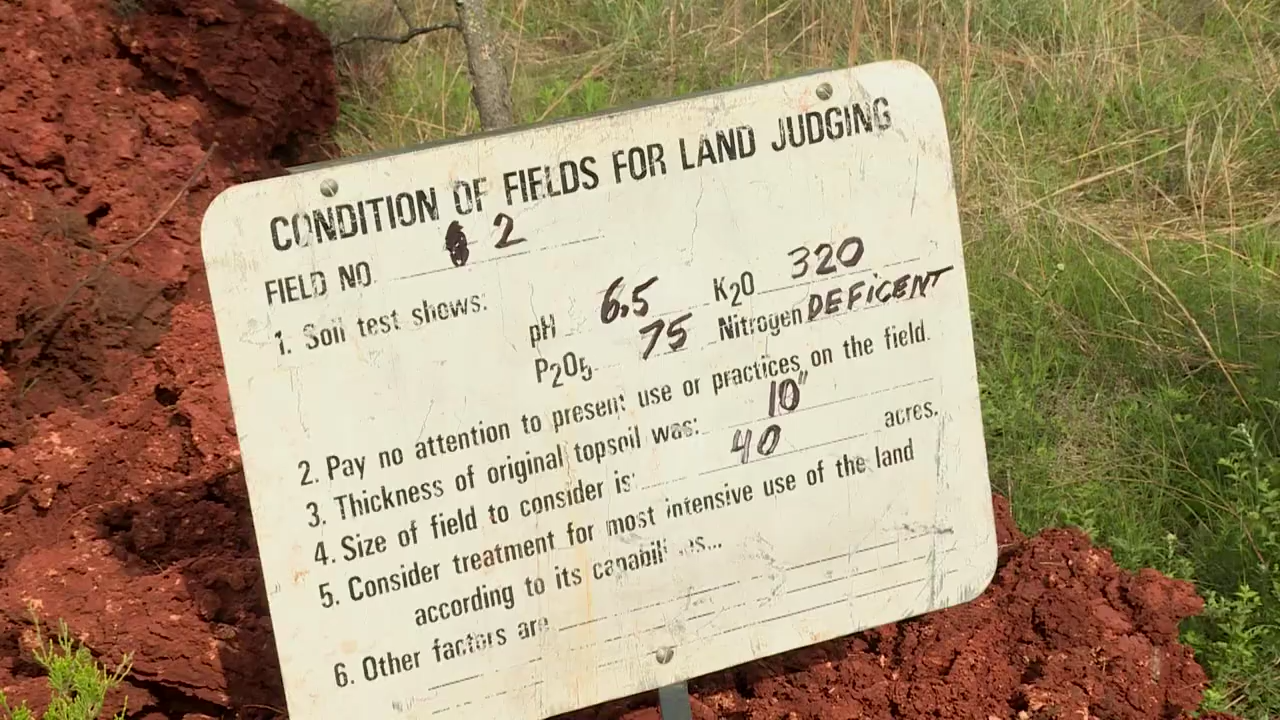 CONDITION OF FIELDS FOR LAND JUDGING
FIELD NO. 2
1. Soil test shows:
pH 6.5 K2O 320
P2O5 75 Nitrogen DEFICENT
2. Pay no attention to present use or practices on the field.
3. Thickness of original topsoil was: 10"
4. Size of field to consider is: 40 acres.
5. Consider treatment for most intensive use of the land
according to its
6. Other factors are